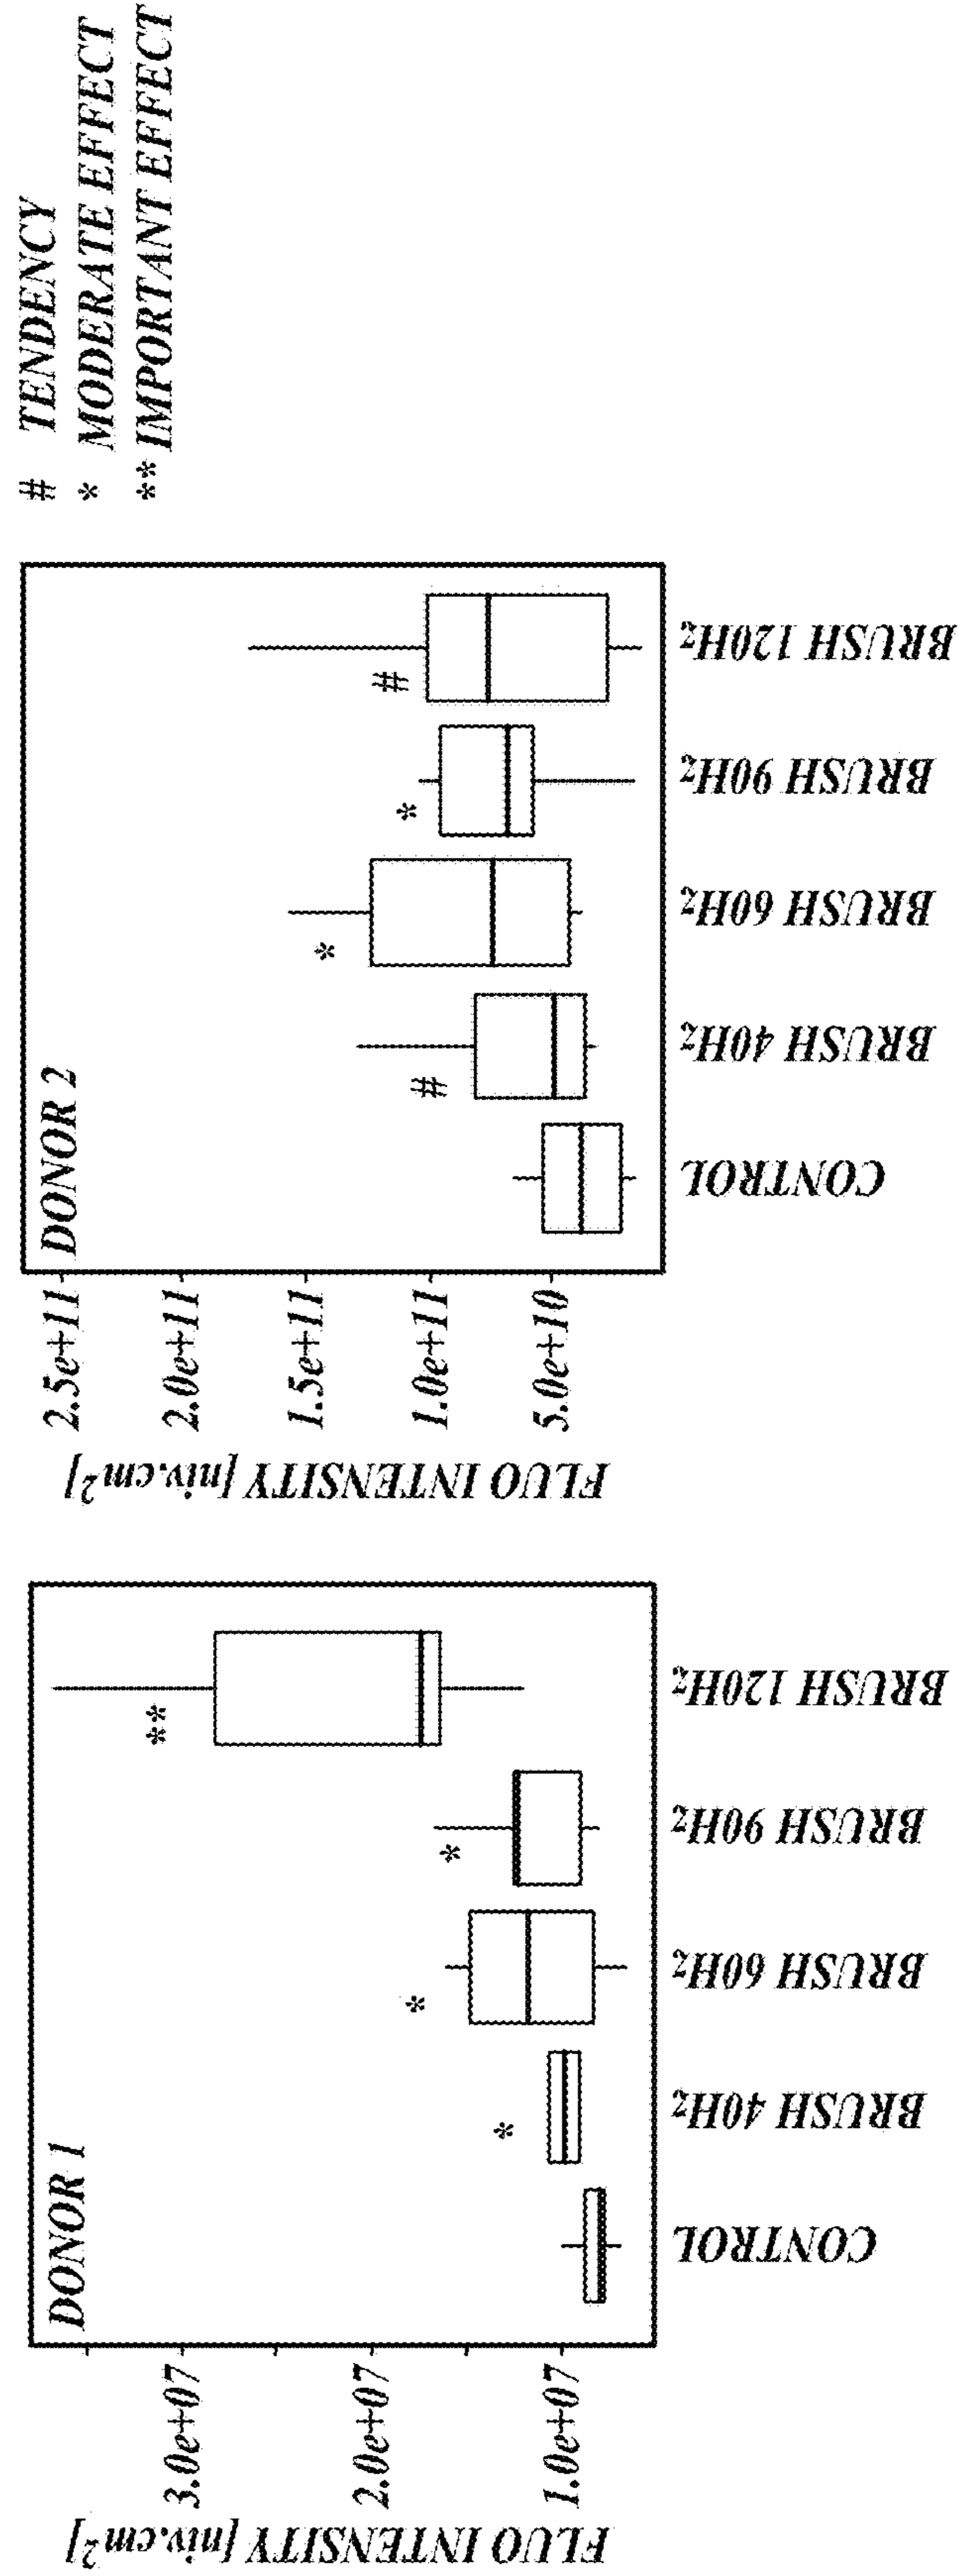 DONOR 1
FLUO INTENSITY [niv.cm²]
3.0e+07
2.0e+07
1.0e+07
*
*
*
**
CONTROL
BRUSH 40Hz
BRUSH 60Hz
BRUSH 90Hz
BRUSH 120Hz
DONOR 2
FLUO INTENSITY [niv.cm²]
2.5e+11
2.0e+11
1.5e+11
1.0e+11
5.0e+10
#
*
*
#
CONTROL
BRUSH 40Hz
BRUSH 60Hz
BRUSH 90Hz
BRUSH 120Hz
# TENDENCY
* MODERATE EFFECT
** IMPORTANT EFFECT